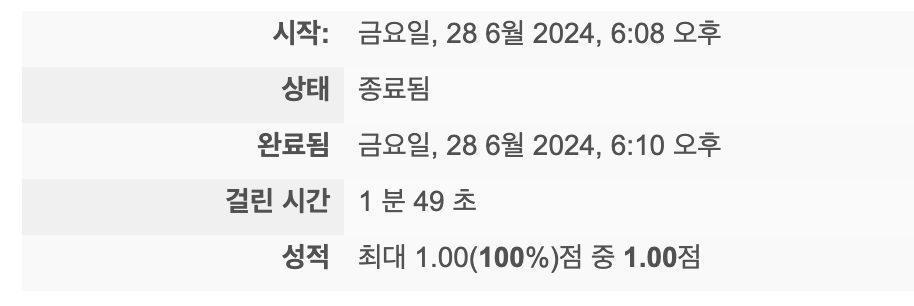 시작: 금요일, 28 6월 2024, 6:08 오후
상태 종료됨
완료됨 금요일, 28 6월 2024, 6:10 오후
걸린 시간 1 분 49 초
성적 최대 1.00(100%)점 중 1.00점